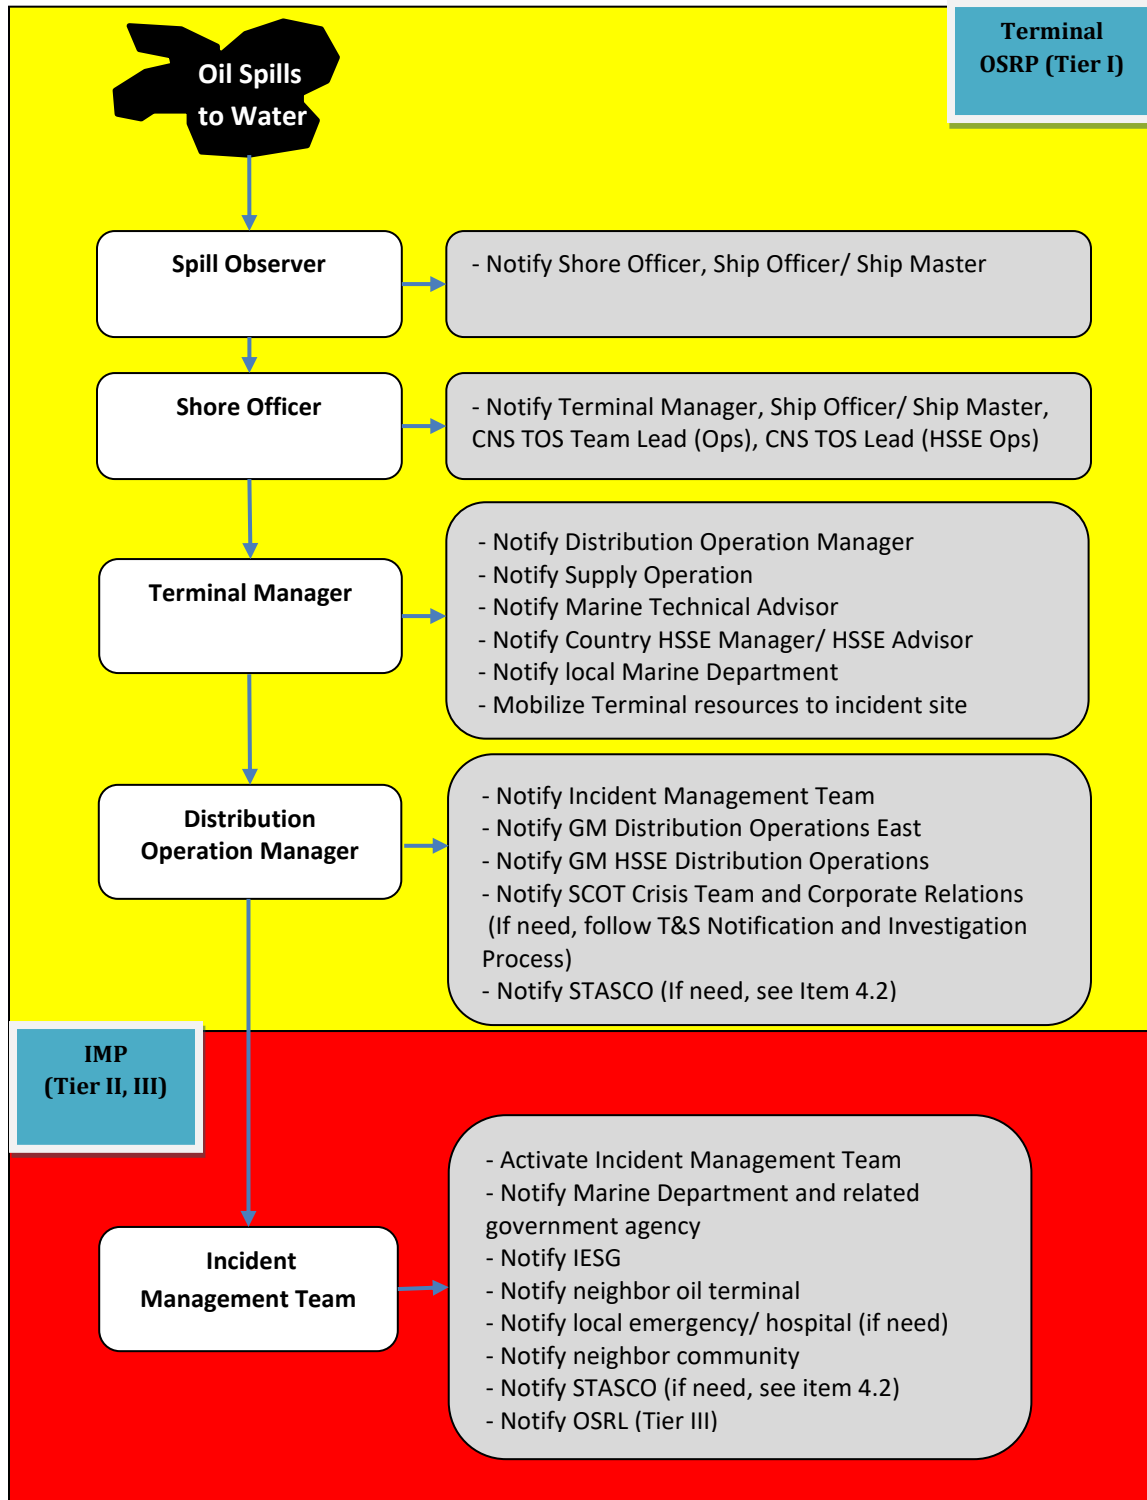 Terminal
OSRP (Tier I)
Oil Spills
to Water
Spill Observer
- Notify Shore Officer, Ship Officer/ Ship Master
Shore Officer
- Notify Terminal Manager, Ship Officer/ Ship Master,
CNS TOS Team Lead (Ops), CNS TOS Lead (HSSE Ops)
Terminal Manager
- Notify Distribution Operation Manager
- Notify Supply Operation
- Notify Marine Technical Advisor
- Notify Country HSSE Manager/ HSSE Advisor
- Notify local Marine Department
- Mobilize Terminal resources to incident site
Distribution
Operation Manager
- Notify Incident Management Team
- Notify GM Distribution Operations East
- Notify GM HSSE Distribution Operations
- Notify SCOT Crisis Team and Corporate Relations
(If need, follow T&S Notification and Investigation
Process)
- Notify STASCO (If need, see Item 4.2)
IMP
(Tier II, III)
Incident
Management Team
- Activate Incident Management Team
- Notify Marine Department and related
government agency
- Notify IESG
- Notify neighbor oil terminal
- Notify local emergency/ hospital (if need)
- Notify neighbor community
- Notify STASCO (if need, see item 4.2)
- Notify OSRL (Tier III)